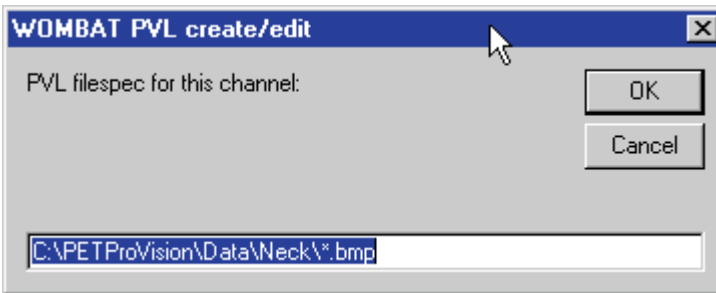 WOMBAT PVL create/edit
PVL filespec for this channel:
OK
Cancel
C:\PETProVision\Data\Neck\*.bmp